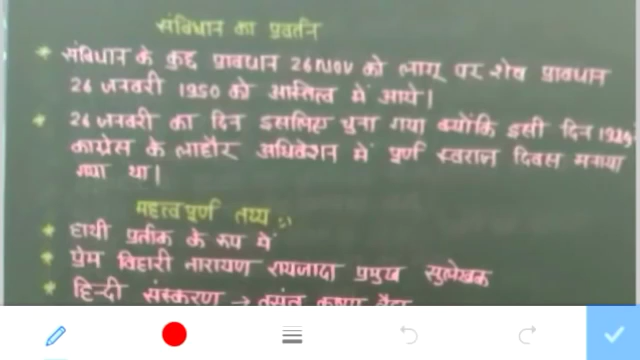 संविधान का प्रवर्तन
* संविधान के कुछ प्रावधान 26 Nov को लागू पर शेष प्रावधान
26 जनवरी 1950 को अस्तित्व में आये।
* 26 जनवरी का दिन इसलिए चुना गया क्योंकि इसी दिन
कांग्रेस के लाहौर अधिवेशन में पुर्ण स्वराज दिवस मनाया
गया था।
महत्वपुर्ण तथ्य :-
* हाथी प्रतीक के रुप में
* प्रेम विहारी नारायण रायजादा प्रमुख सुलेखक
* हिन्दी संस्करण →